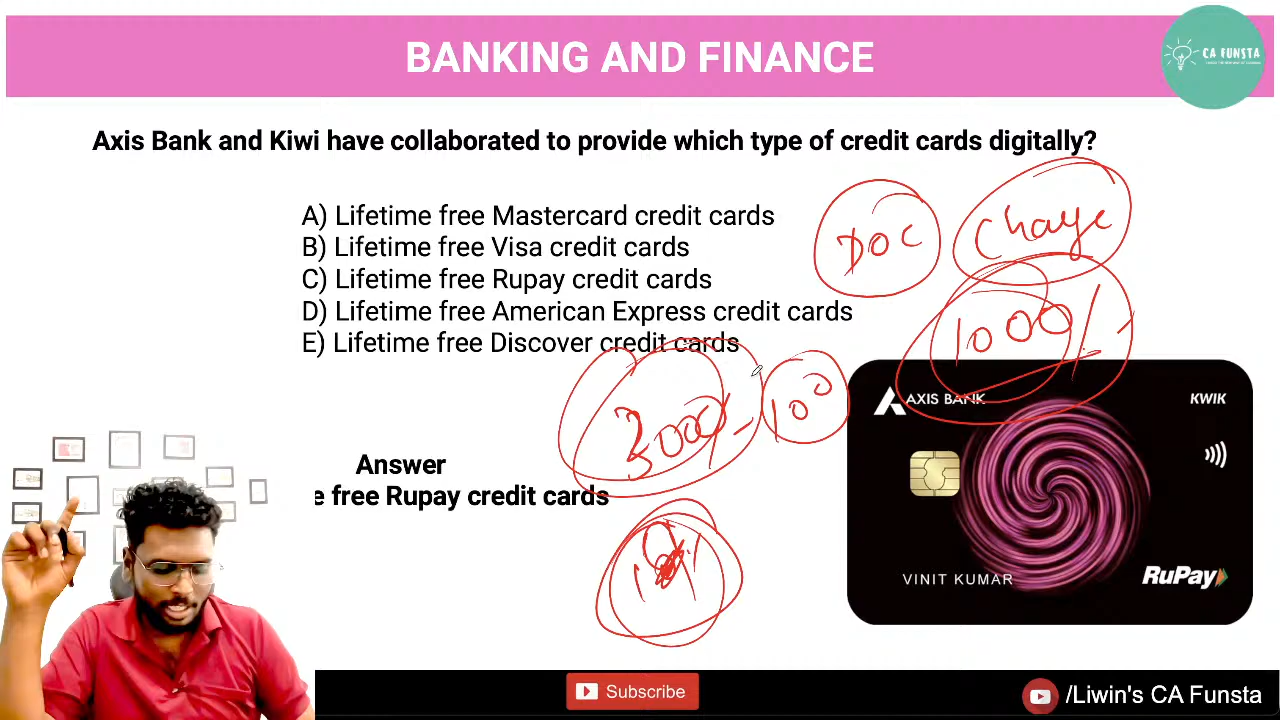 BANKING AND FINANCE
CA FUNSTA
Axis Bank and Kiwi have collaborated to provide which type of credit cards digitally?
A) Lifetime free Mastercard credit cards
B) Lifetime free Visa credit cards
C) Lifetime free Rupay credit cards
D) Lifetime free American Express credit cards
E) Lifetime free Discover credit cards
DOC
Charge
1000/-
3000/-
100
AXIS BANK
KWIK
Answer
e free Rupay credit cards
VINIT KUMAR
RuPay
Subscribe
/Liwin's CA Funsta